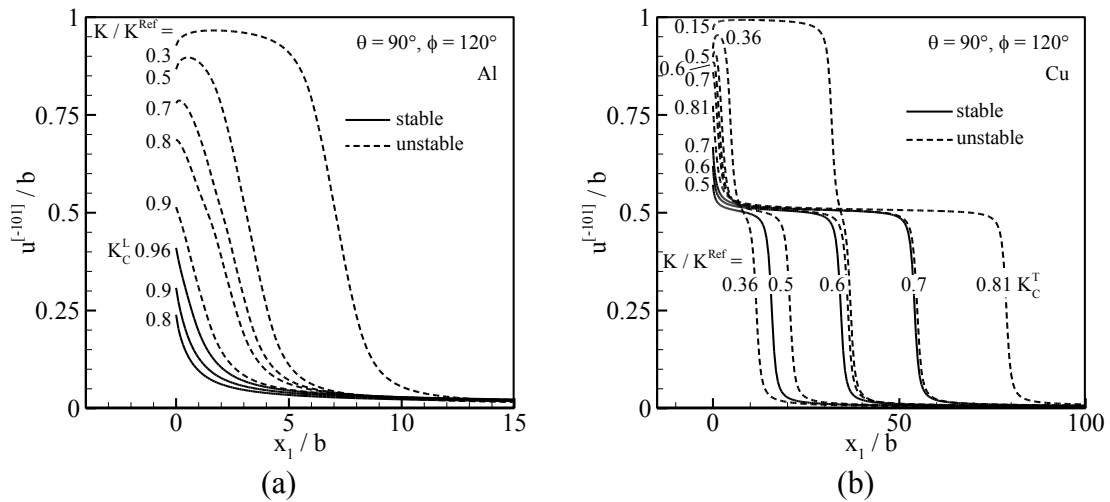 1
K / K^Ref =
θ = 90°, ϕ = 120°
Al
0.3
0.5
0.7
0.8
0.9
K_C^L 0.96
0.9
0.8
stable
unstable
0.75
0.5
0.25
0
u^[-101] / b
0 5 10 15
x_1 / b
(a)
1
0.15
0.36
θ = 90°, ϕ = 120°
Cu
0.5
0.6
0.7
0.81
0.7
0.6
0.5
stable
unstable
0.75
0.5
0.25
0
u^[-101] / b
K / K^Ref =
0.36 0.5 0.6 0.7 0.81 K_C^T
0 50 100
x_1 / b
(b)